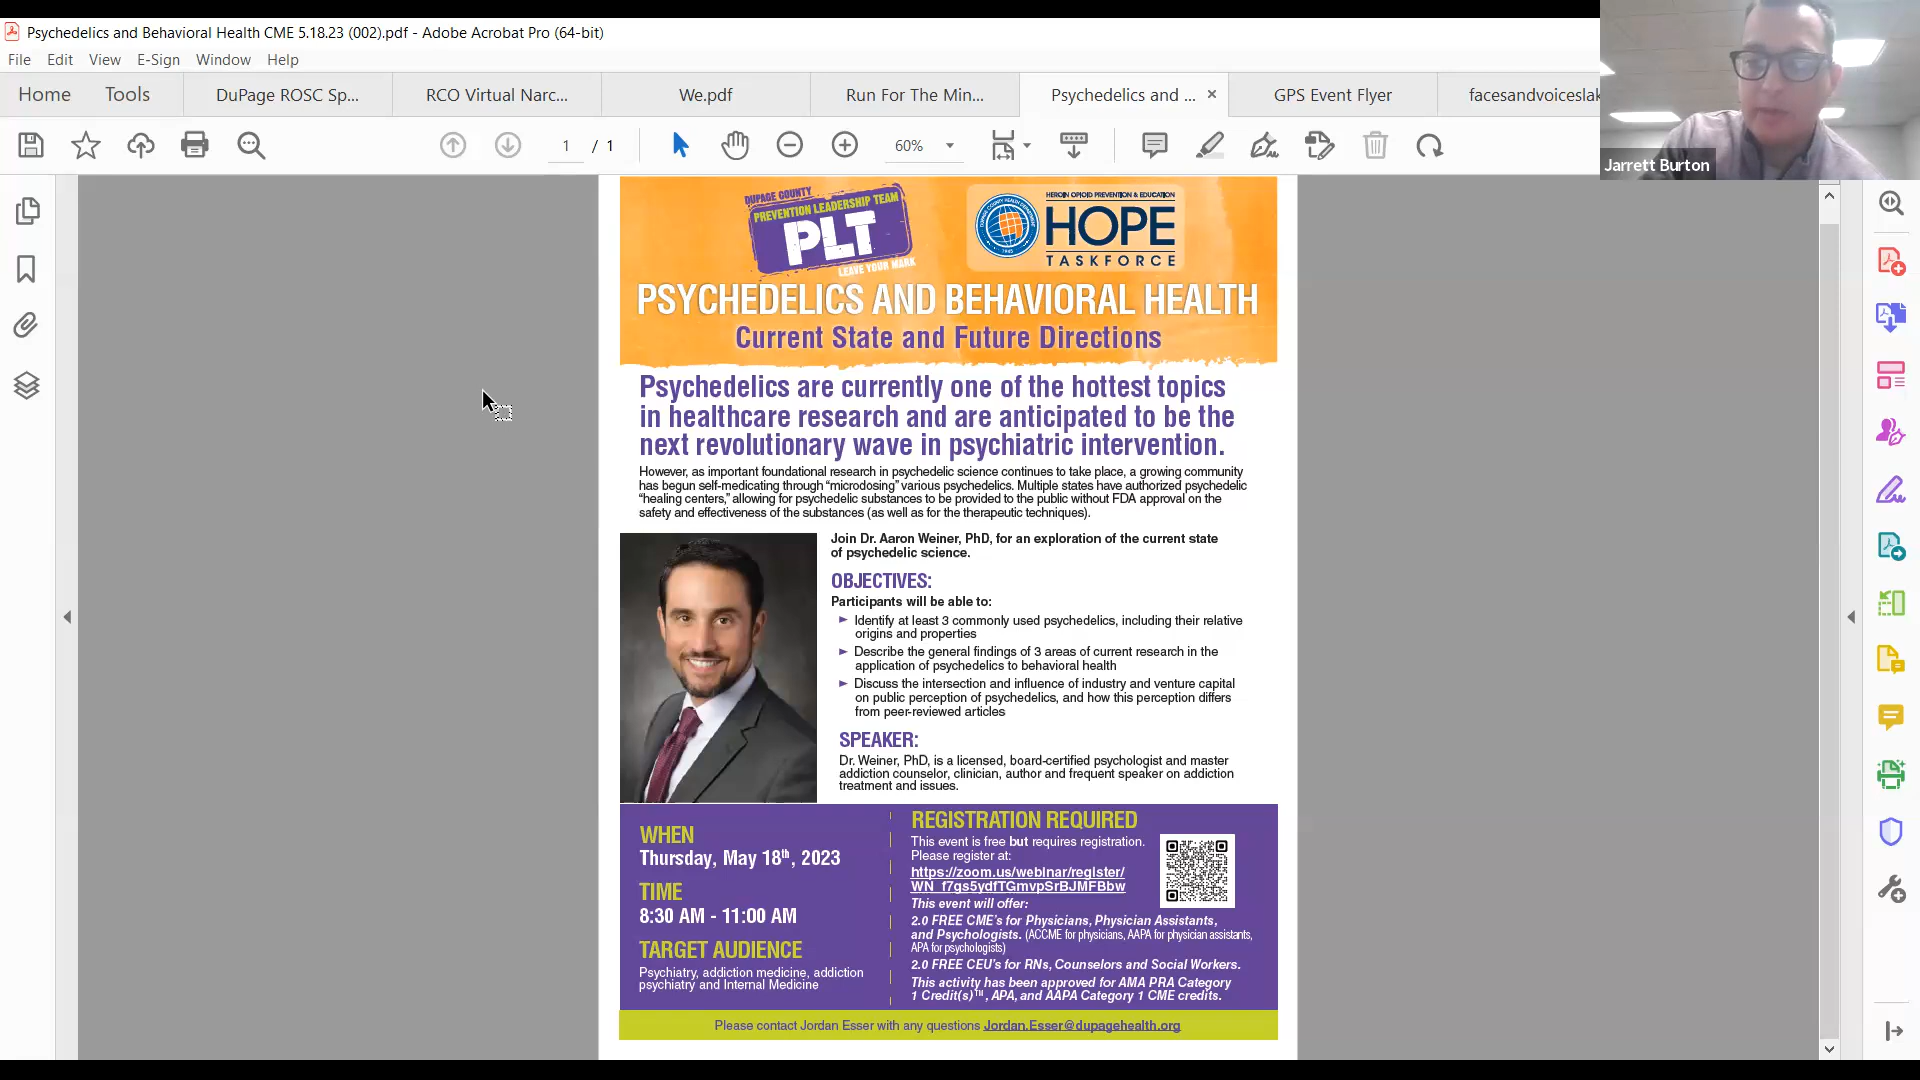 Psychedelics and Behavioral Health CME 5.18.23 (002).pdf - Adobe Acrobat Pro (64-bit)
File Edit View E-Sign Window Help
Home Tools DuPage ROSC Sp... RCO Virtual Narc... We.pdf Run For The Min... Psychedelics and ... × GPS Event Flyer facesandvoiceslak
1 / 1 60%
Jarrett Burton
DUPAGE COUNTY
PREVENTION LEADERSHIP TEAM
PLT
LEAVE YOUR MARK
HEROIN OPIOID PREVENTION & EDUCATION
HOPE
TASKFORCE
PSYCHEDELICS AND BEHAVIORAL HEALTH
Current State and Future Directions
Psychedelics are currently one of the hottest topics
in healthcare research and are anticipated to be the
next revolutionary wave in psychiatric intervention.
However, as important foundational research in psychedelic science continues to take place, a growing community
has begun self-medicating through “microdosing” various psychedelics. Multiple states have authorized psychedelic
“healing centers,” allowing for psychedelic substances to be provided to the public without FDA approval on the
safety and effectiveness of the substances (as well as for the therapeutic techniques).
Join Dr. Aaron Weiner, PhD, for an exploration of the current state
of psychedelic science.
OBJECTIVES:
Participants will be able to:
► Identify at least 3 commonly used psychedelics, including their relative
origins and properties
► Describe the general findings of 3 areas of current research in the
application of psychedelics to behavioral health
► Discuss the intersection and influence of industry and venture capital
on public perception of psychedelics, and how this perception differs
from peer-reviewed articles
SPEAKER:
Dr. Weiner, PhD, is a licensed, board-certified psychologist and master
addiction counselor, clinician, author and frequent speaker on addiction
treatment and issues.
WHEN
Thursday, May 18th, 2023
TIME
8:30 AM - 11:00 AM
TARGET AUDIENCE
Psychiatry, addiction medicine, addiction
psychiatry and Internal Medicine
REGISTRATION REQUIRED
This event is free but requires registration.
Please register at:
https://zoom.us/webinar/register/
WN_f7gs5ydfTGmvpSrBJMFBbw
This event will offer:
2.0 FREE CME's for Physicians, Physician Assistants,
and Psychologists. (ACCME for physicians, AAPA for physician assistants,
APA for psychologists)
2.0 FREE CEU's for RNs, Counselors and Social Workers.
This activity has been approved for AMA PRA Category
1 Credit(s)™, APA, and AAPA Category 1 CME credits.
Please contact Jordan Esser with any questions Jordan.Esser@dupagehealth.org